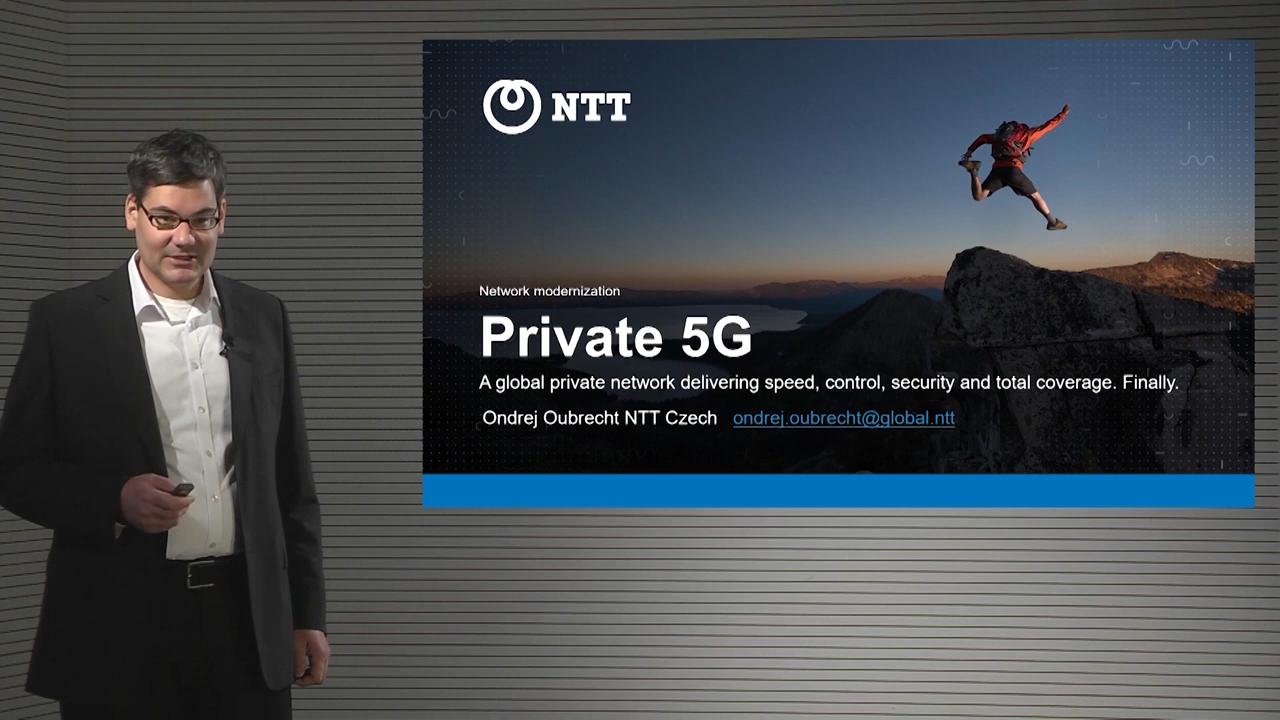 NTT
Network modernization
Private 5G
A global private network delivering speed, control, security and total coverage. Finally.
Ondrej Oubrecht NTT Czech ondrej.oubrecht@global.ntt